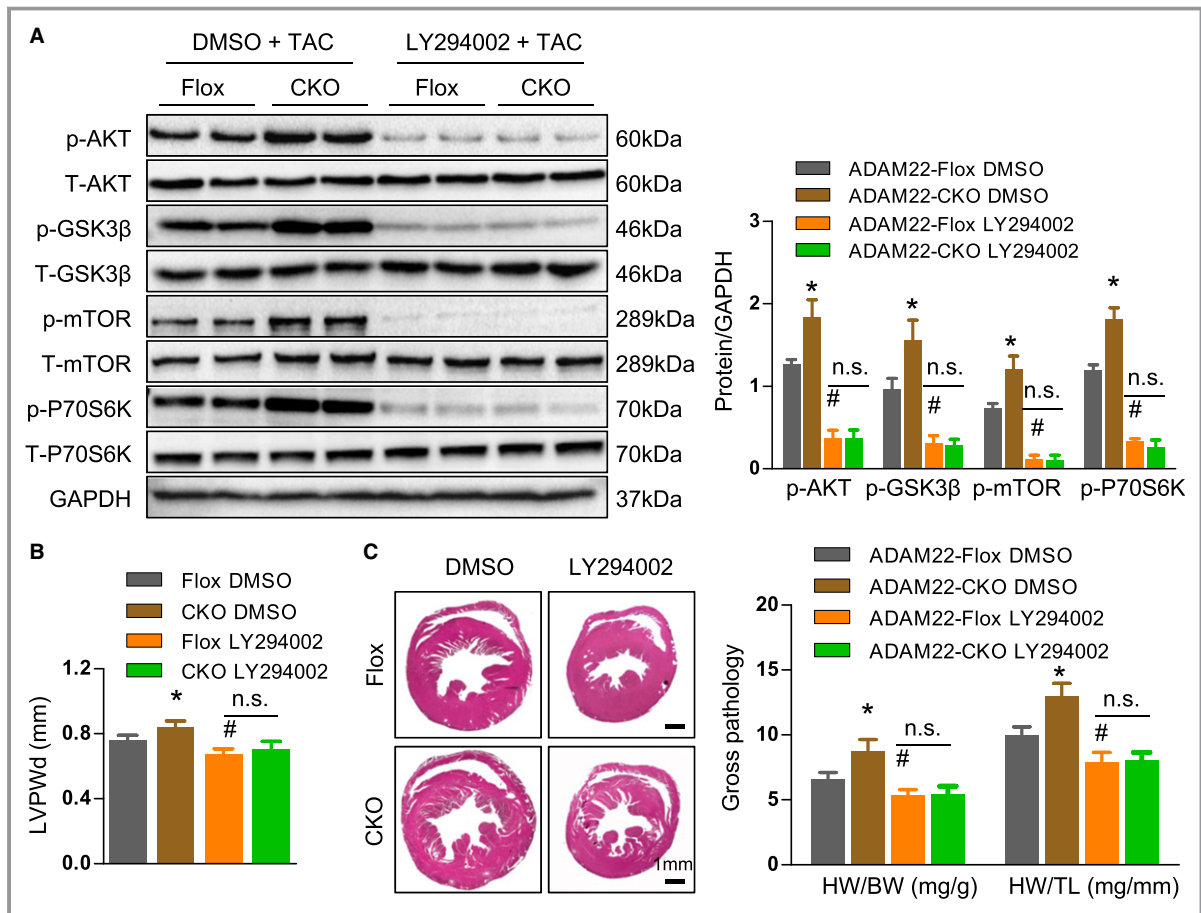 A
DMSO + TAC
LY294002 + TAC
Flox
CKO
Flox
CKO
p-AKT
60kDa
T-AKT
60kDa
p-GSK3β
46kDa
T-GSK3β
46kDa
p-mTOR
289kDa
T-mTOR
289kDa
p-P70S6K
70kDa
T-P70S6K
70kDa
GAPDH
37kDa
ADAM22-Flox DMSO
ADAM22-CKO DMSO
ADAM22-Flox LY294002
ADAM22-CKO LY294002
Protein/GAPDH
3
2
1
0
* # n.s.
* # n.s.
* # n.s.
* # n.s.
p-AKT
p-GSK3β
p-mTOR
p-P70S6K
B
Flox DMSO
CKO DMSO
Flox LY294002
CKO LY294002
LVPWd (mm)
1.2
0.8
0.4
0.0
* # n.s.
C
DMSO
LY294002
Flox
CKO
1mm
ADAM22-Flox DMSO
ADAM22-CKO DMSO
ADAM22-Flox LY294002
ADAM22-CKO LY294002
Gross pathology
20
15
10
5
0
* # n.s.
* # n.s.
HW/BW (mg/g)
HW/TL (mg/mm)